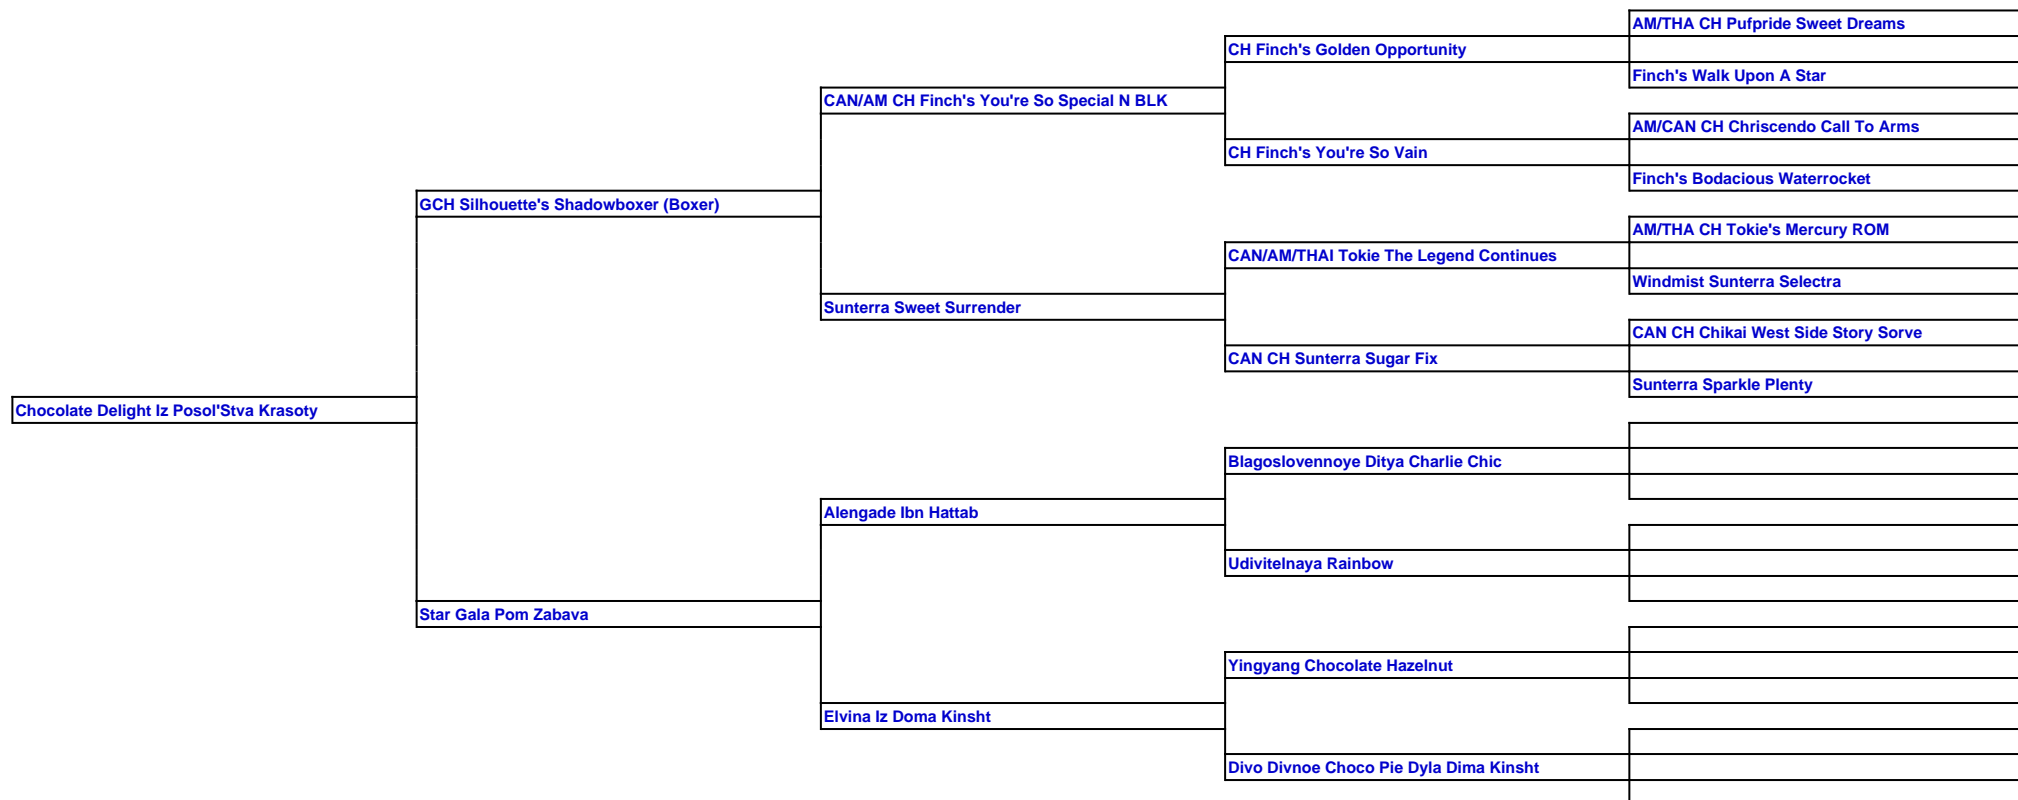 AM/THA CH Pufpride Sweet Dreams
CH Finch's Golden Opportunity
Finch's Walk Upon A Star
CAN/AM CH Finch's You're So Special N BLK
AM/CAN CH Chriscendo Call To Arms
CH Finch's You're So Vain
Finch's Bodacious Waterrocket
GCH Silhouette's Shadowboxer (Boxer)
AM/THA CH Tokie's Mercury ROM
CAN/AM/THAI Tokie The Legend Continues
Windmist Sunterra Selectra
Sunterra Sweet Surrender
CAN CH Chikai West Side Story Sorve
CAN CH Sunterra Sugar Fix
Sunterra Sparkle Plenty
Chocolate Delight Iz Posol'Stva Krasoty
Blagoslovennoye Ditya Charlie Chic
Alengade Ibn Hattab
Udivitelnaya Rainbow
Star Gala Pom Zabava
Yingyang Chocolate Hazelnut
Elvina Iz Doma Kinsht
Divo Divnoe Choco Pie Dyla Dima Kinsht